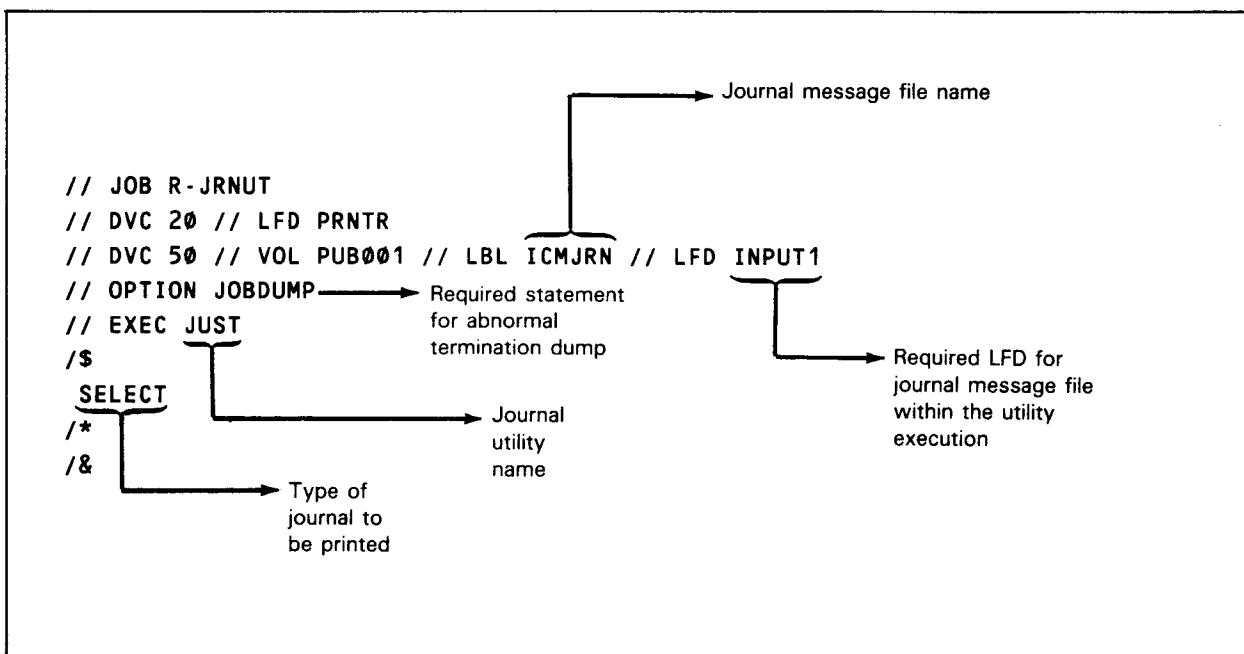 Journal message file name
// JOB R-JRNUT
// DVC 20 // LFD PRNTR
// DVC 50 // VOL PUB001 // LBL ICMJRN // LFD INPUT1
// OPTION JOBDUMP
Required statement
for abnormal
termination dump
// EXEC JUST
/$
SELECT
/*
/&
Required LFD for
journal message file
within the utility
execution
Journal
utility
name
Type of
journal to
be printed